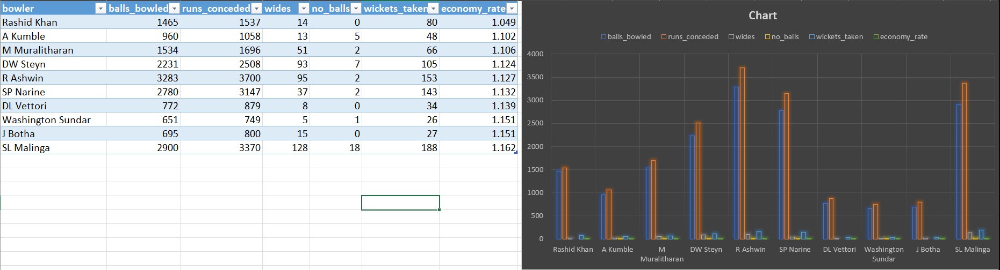 bowler balls_bowled runs_conceded wides no_balls wickets_taken economy_rate
Rashid Khan 1465 1537 14 0 80 1.049
A Kumble 960 1058 13 5 48 1.102
M Muralitharan 1534 1696 51 2 66 1.106
DW Steyn 2231 2508 93 7 105 1.124
R Ashwin 3283 3700 95 2 153 1.127
SP Narine 2780 3147 37 2 143 1.132
DL Vettori 772 879 8 0 34 1.139
Washington Sundar 651 749 5 1 26 1.151
J Botha 695 800 15 0 27 1.151
SL Malinga 2900 3370 128 18 188 1.162
Chart
balls_bowled runs_conceded wides no_balls wickets_taken economy_rate
4000
3500
3000
2500
2000
1500
1000
500
0
Rashid Khan A Kumble M Muralitharan DW Steyn R Ashwin SP Narine DL Vettori Washington Sundar J Botha SL Malinga